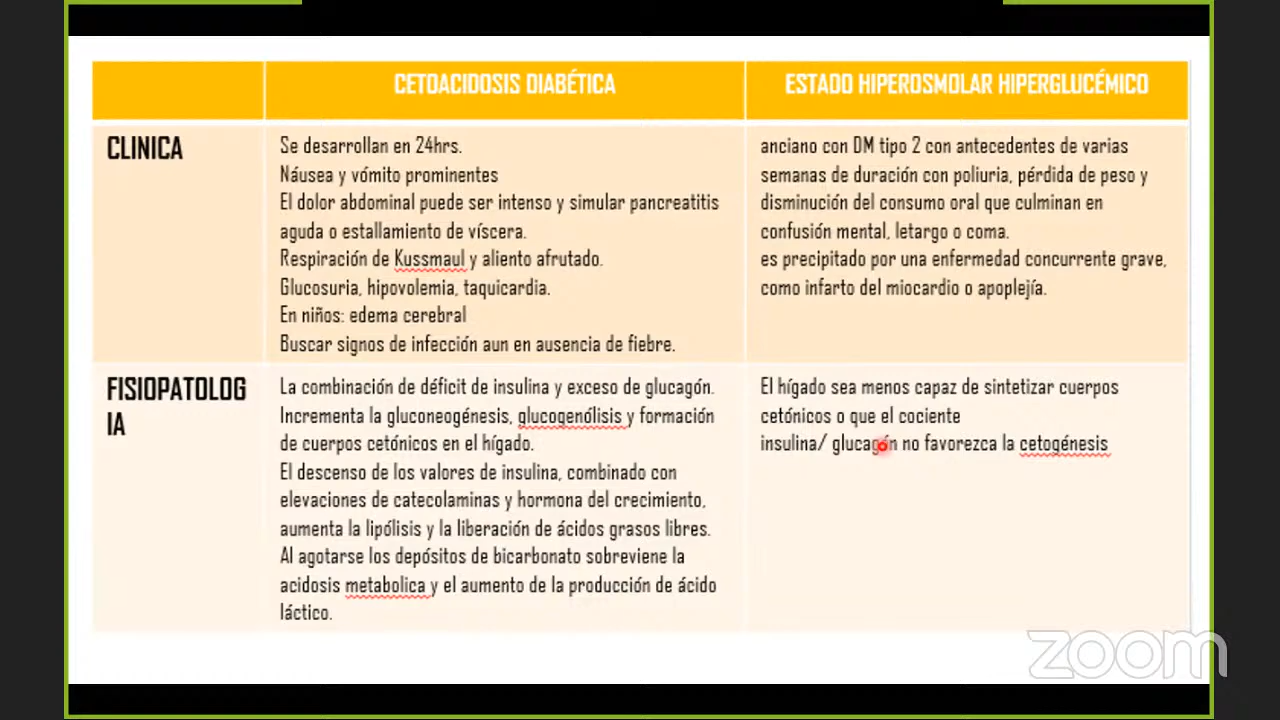 CETOACIDOSIS DIABÉTICA
ESTADO HIPEROSMOLAR HIPERGLUCÉMICO
CLINICA
Se desarrollan en 24hrs.
Náusea y vómito prominentes
El dolor abdominal puede ser intenso y simular pancreatitis
aguda o estallamiento de víscera.
Respiración de Kussmaul y aliento afrutado.
Glucosuria, hipovolemia, taquicardia.
En niños: edema cerebral
Buscar signos de infección aun en ausencia de fiebre.
anciano con DM tipo 2 con antecedentes de varias
semanas de duración con poliuria, pérdida de peso y
disminución del consumo oral que culminan en
confusión mental, letargo o coma.
es precipitado por una enfermedad concurrente grave,
como infarto del miocardio o apoplejía.
FISIOPATOLOG
IA
La combinación de déficit de insulina y exceso de glucagón.
Incrementa la gluconeogénesis, glucogenólisis y formación
de cuerpos cetónicos en el hígado.
El descenso de los valores de insulina, combinado con
elevaciones de catecolaminas y hormona del crecimiento,
aumenta la lipólisis y la liberación de ácidos grasos libres.
Al agotarse los depósitos de bicarbonato sobreviene la
acidosis metabolica y el aumento de la producción de ácido
láctico.
El hígado sea menos capaz de sintetizar cuerpos
cetónicos o que el cociente
insulina/ glucagón no favorezca la cetogénesis
zoom